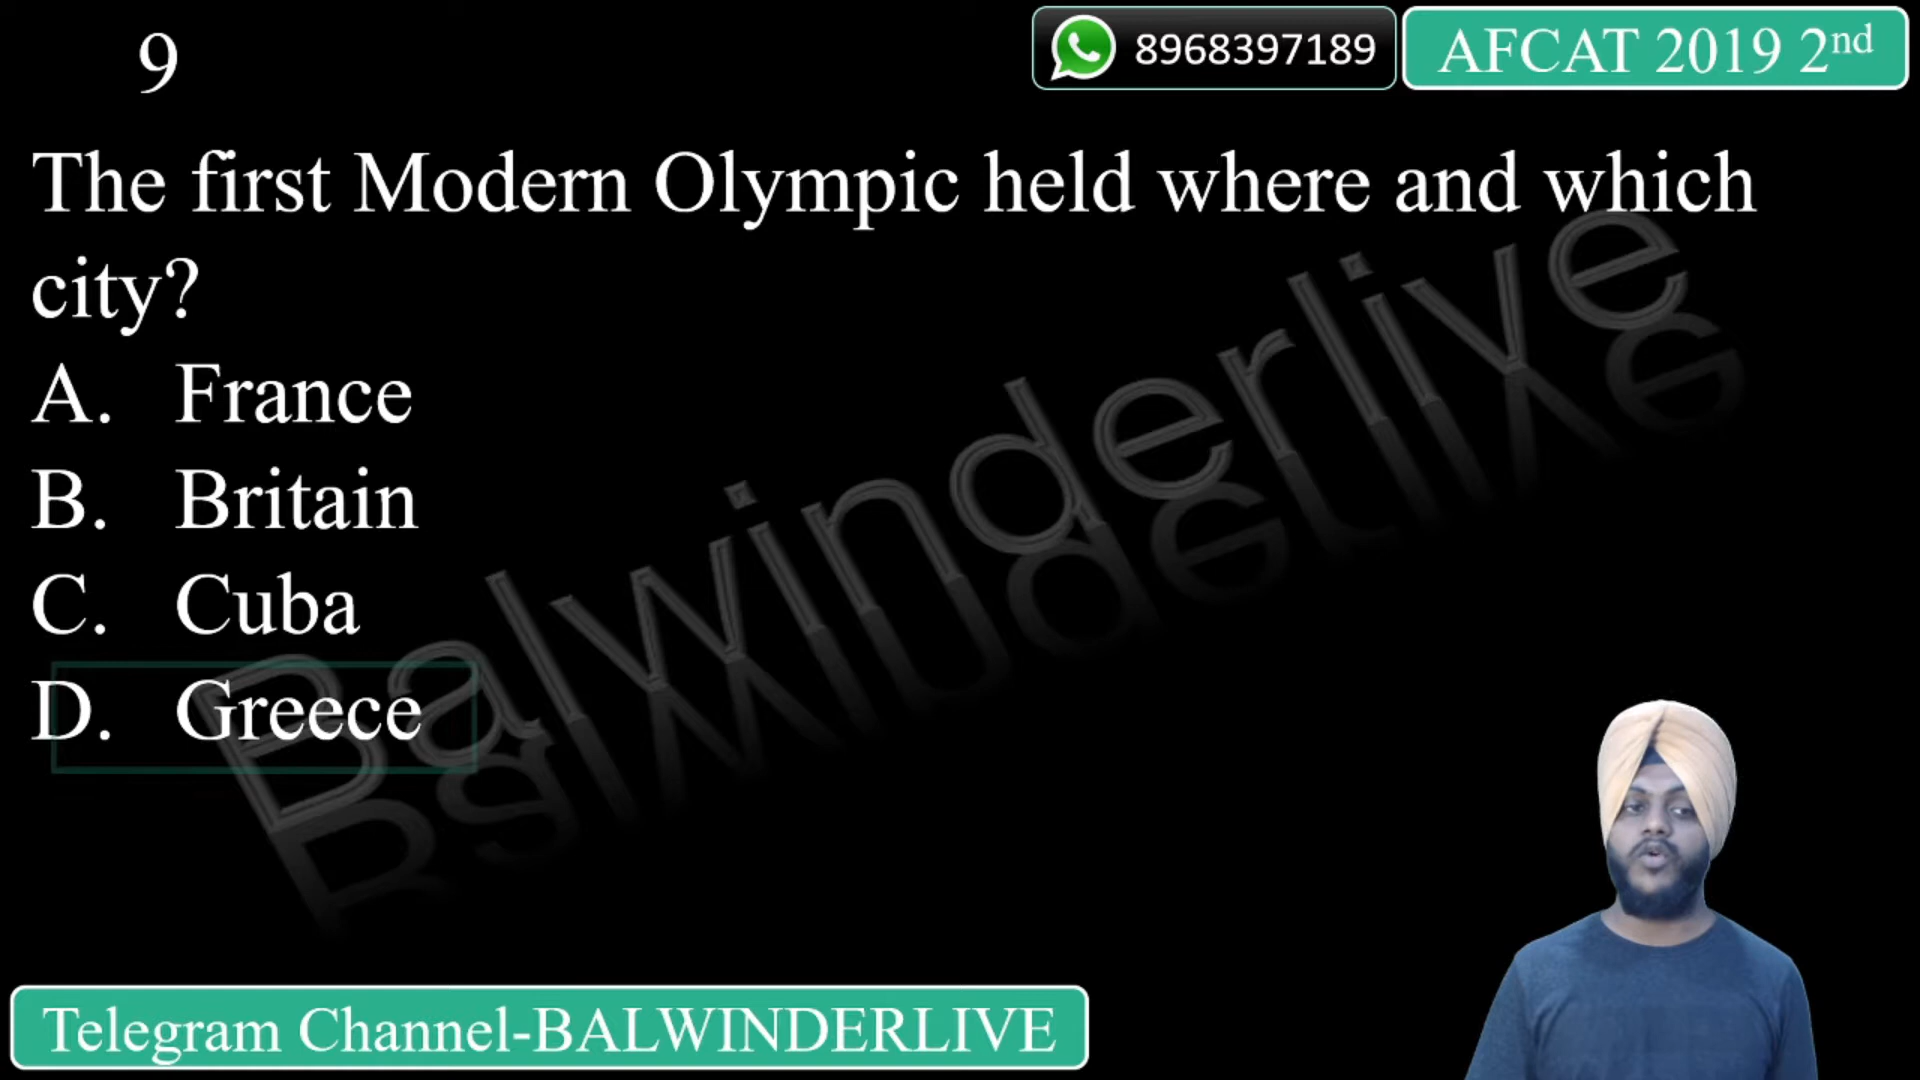 9
8968397189
AFCAT 2019 2nd
The first Modern Olympic held where and which
city?
A. France
B. Britain
C. Cuba
D. Greece
Balwinderlive
Telegram Channel-BALWINDERLIVE